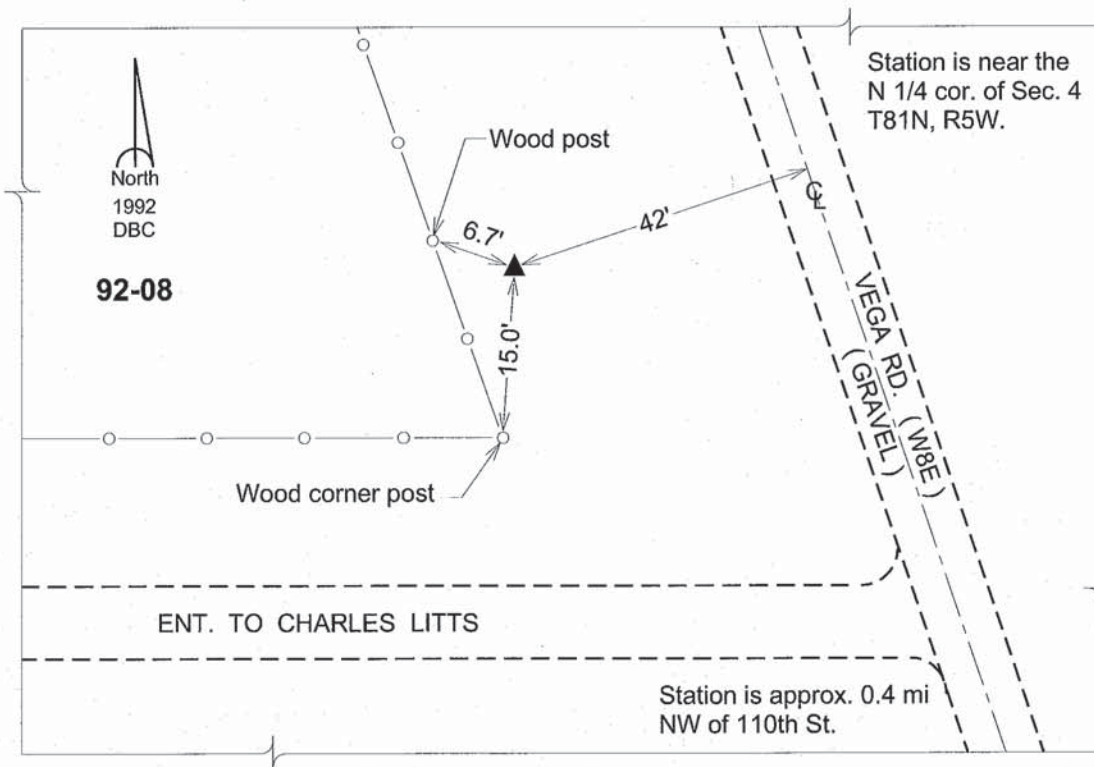 Station is near the
N 1/4 cor. of Sec. 4
T81N, R5W.
Wood post
North
1992
DBC
92-08
6.7'
42'
CL
15.0'
VEGA RD. (W8E)
(GRAVEL)
Wood corner post
ENT. TO CHARLES LITTS
Station is approx. 0.4 mi
NW of 110th St.